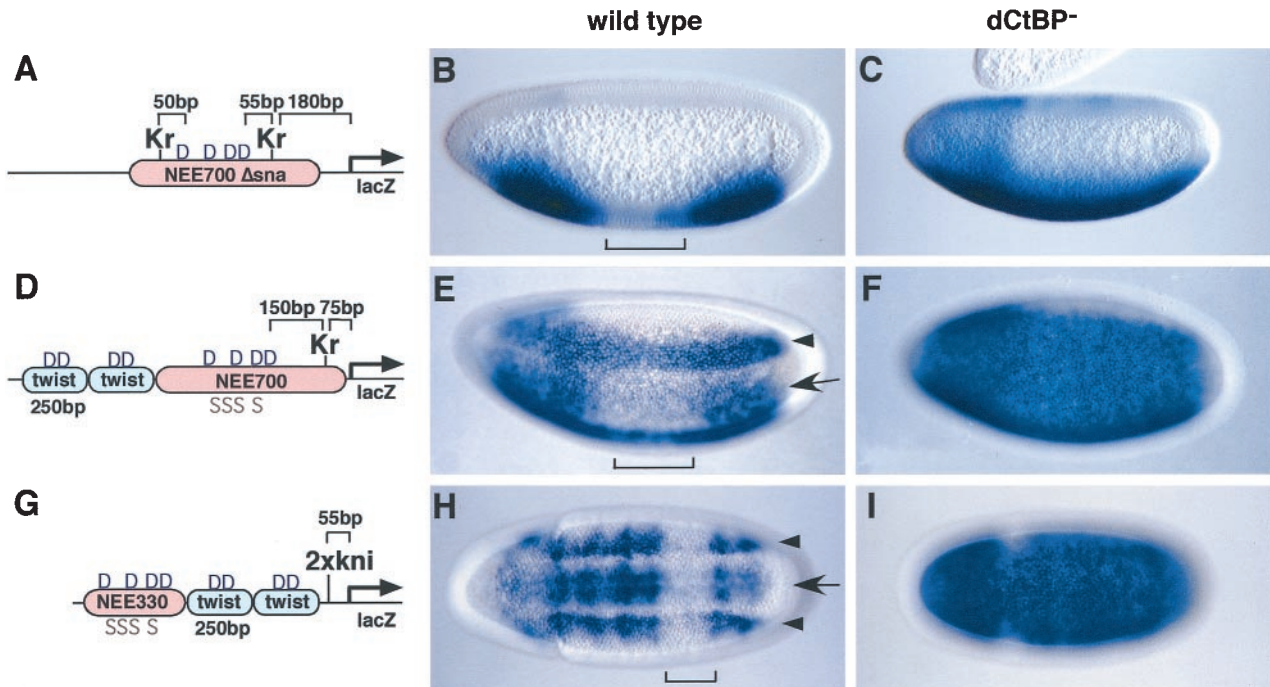 wild type dCtBP⁻
A
50bp 55bp 180bp
Kr Kr
D D DD
NEE700 Δsna
lacZ
B
C
D
150bp 75bp
Kr
DD DD D D DD
twist twist NEE700
lacZ
250bp SSS S
E
F
G
55bp
2xkni
D D DD DD DD
NEE330 twist twist
lacZ
SSS S 250bp
H
I